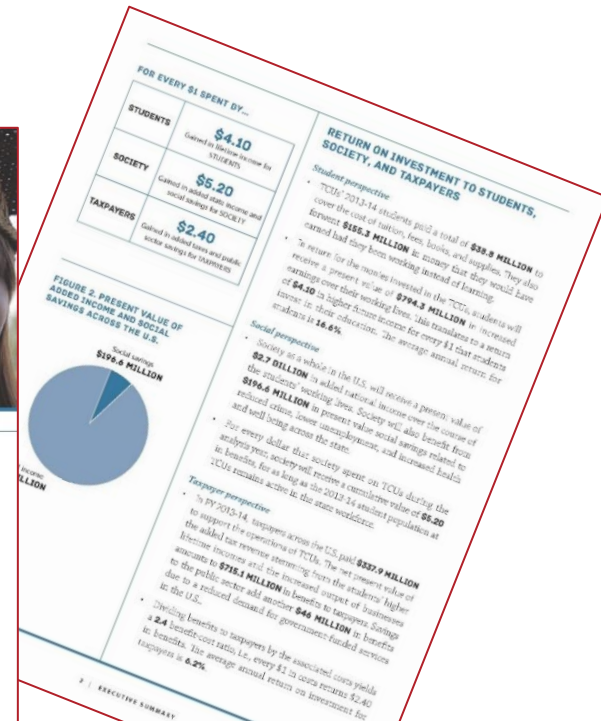 FOR EVERY $1 SPENT BY...
STUDENTS
$4.10
Gained in lifetime income for
STUDENTS
SOCIETY
$5.20
Gained in added state income and
social savings for SOCIETY
TAXPAYERS
$2.40
Gained in added taxes and public
sector savings for TAXPAYERS
FIGURE 2. PRESENT VALUE OF
ADDED INCOME AND SOCIAL
SAVINGS ACROSS THE U.S.
Social savings
$196.6 MILLION
income
RETURN ON INVESTMENT TO STUDENTS,
SOCIETY, AND TAXPAYERS
Student perspective
• TCUs' 2013-14 students paid a total of $38.8 MILLION to
cover the cost of tuition, fees, books, and supplies. They also
forwent $155.3 MILLION in money that they would have
earned had they been working instead of learning.
• In return for the monies invested in the TCUs, students will
receive a present value of $794.3 MILLION in increased
earnings over their working lives. This translates to a return
of $4.10 in higher future income for every $1 that students
invest in their education. The average annual return for
students is 16.6%.
Social perspective
• Society as a whole in the U.S. will receive a present value of
$2.7 BILLION in added national income over the course of
the students' working lives. Society will also benefit from
$196.6 MILLION in present value social savings related to
reduced crime, lower unemployment, and increased health
and well being across the state.
• For every dollar that society spent on TCUs during the
analysis year, society will receive a cumulative value of $5.20
in benefits, for as long as the 2013-14 student population at
TCUs remains active in the state workforce.
Taxpayer perspective
• In FY 2013-14, taxpayers across the U.S. paid $337.9 MILLION
to support the operations of TCUs. The net present value of
the added tax revenue stemming from the students' higher
lifetime incomes and the increased output of businesses
amounts to $715.1 MILLION in benefits to taxpayers. Savings
to the public sector add another $46 MILLION in benefits
due to a reduced demand for government-funded services
in the U.S..
• Dividing benefits to taxpayers by the associated costs yields
a 2.4 benefit-cost ratio, i.e., every $1 in costs returns $2.40
in benefits. The average annual return on investment for
taxpayers is 6.2%.
| EXECUTIVE SUMMARY